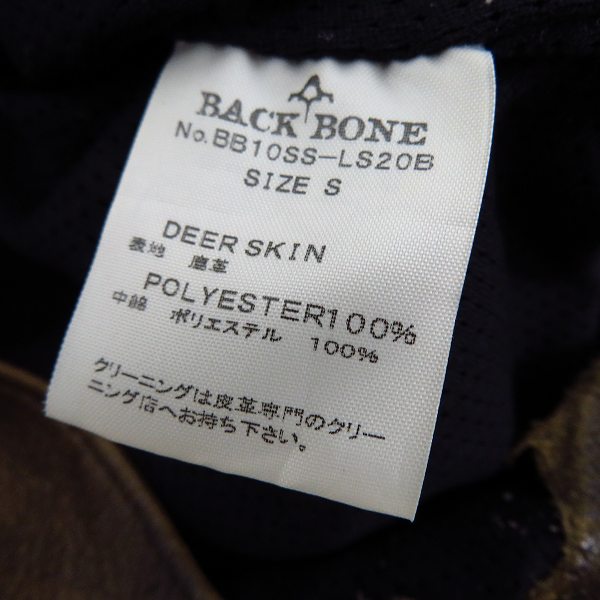 BACK BONE
No.BB10SS-LS20B
SIZE S
DEER SKIN
表地 鹿革
POLYESTER100%
中綿 ポリエステル 100%
クリーニングは皮革専門のクリー
ニング店へお持ち下さい。